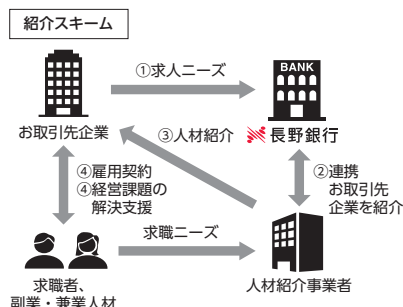 紹介スキーム
①求人ニーズ
BANK
お取引先企業
③人材紹介
長野銀行
④雇用契約
④経営課題の
解決支援
②連携
お取引先
企業を紹介
求職ニーズ
求職者、
副業・兼業人材
人材紹介事業者